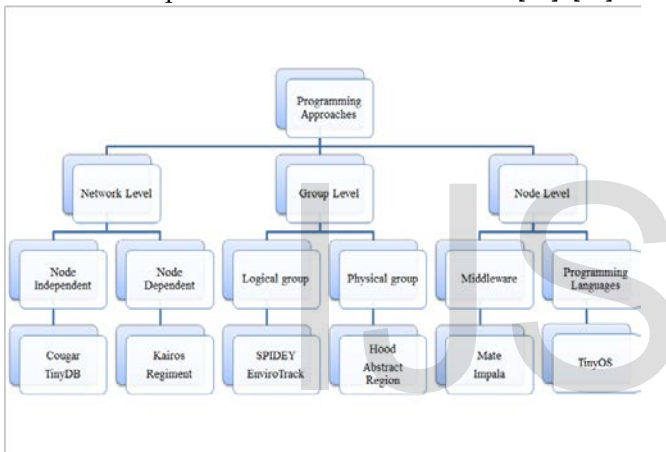 Programming
Approaches
Network Level
Group Level
Node Level
Node
Independent
Node
Dependent
Logical group
Physical group
Middleware
Programming
Languages
Cougar
TinyDB
Kairos
Regiment
SPIDEY
EnviroTrack
Hood
Abstract
Region
Mate
Impala
TinyOS
IJS